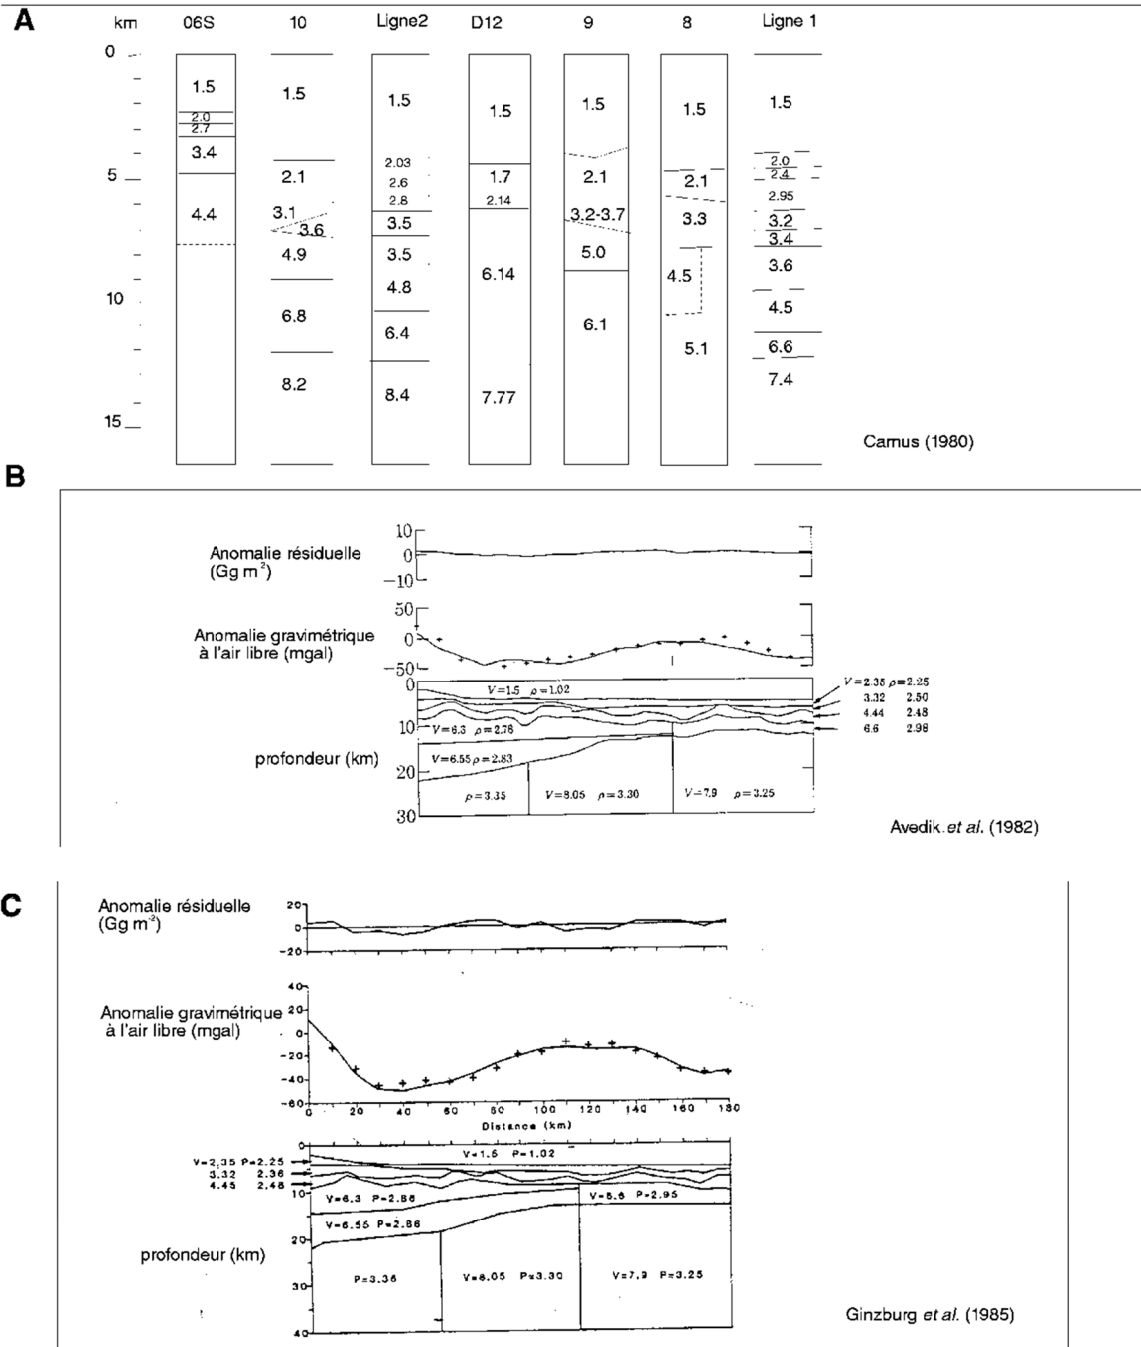 A
km 06S 10 Ligne2 D12 9 8 Ligne 1
0
1.5 1.5 1.5 1.5 1.5 1.5 1.5
2.0
2.7
3.4 2.03 2.0
5 2.1 2.6 1.7 2.1 2.1 2.4
2.8 2.14 2.95
4.4 3.1 3.5 3.2-3.7 3.3 3.2
3.6 3.4
4.9 3.5 6.14 5.0 4.5 3.6
10 4.8 4.5
6.8 6.4 6.1 5.1 6.6
8.2 8.4 7.77 7.4
15
Camus (1980)
B
10
Anomalie résiduelle 0
(Gg m²)
−10
50
Anomalie gravimétrique 0
à l'air libre (mgal)
−50
0 V=1.5 ρ=1.02 V=2.35 ρ=2.25
3.32 2.50
4.44 2.48
10 V=6.3 ρ=2.78 6.6 2.98
profondeur (km) V=6.55 ρ=2.83
20
ρ=3.35 V=8.05 ρ=3.30 V=7.9 ρ=3.25
30
Avedik.et al. (1982)
C
Anomalie résiduelle 20
(Gg m⁻²) 0
-20
40
Anomalie gravimétrique 20
à l'air libre (mgal) 0
-20
-40
-60
0 20 40 60 80 100 120 140 160 180
Distance (km)
0 V=1.5 P=1.02
V=2,35 P=2.25
3.32 2.36
4.45 2,48
10 V=6.3 P=2.86 V=6.6 P=2.95
V=6.55 P=2.86
20
profondeur (km)
P=3.36 V=8.05 P=3.30 V=7.9 P=3.25
30
40
Ginzburg et al. (1985)